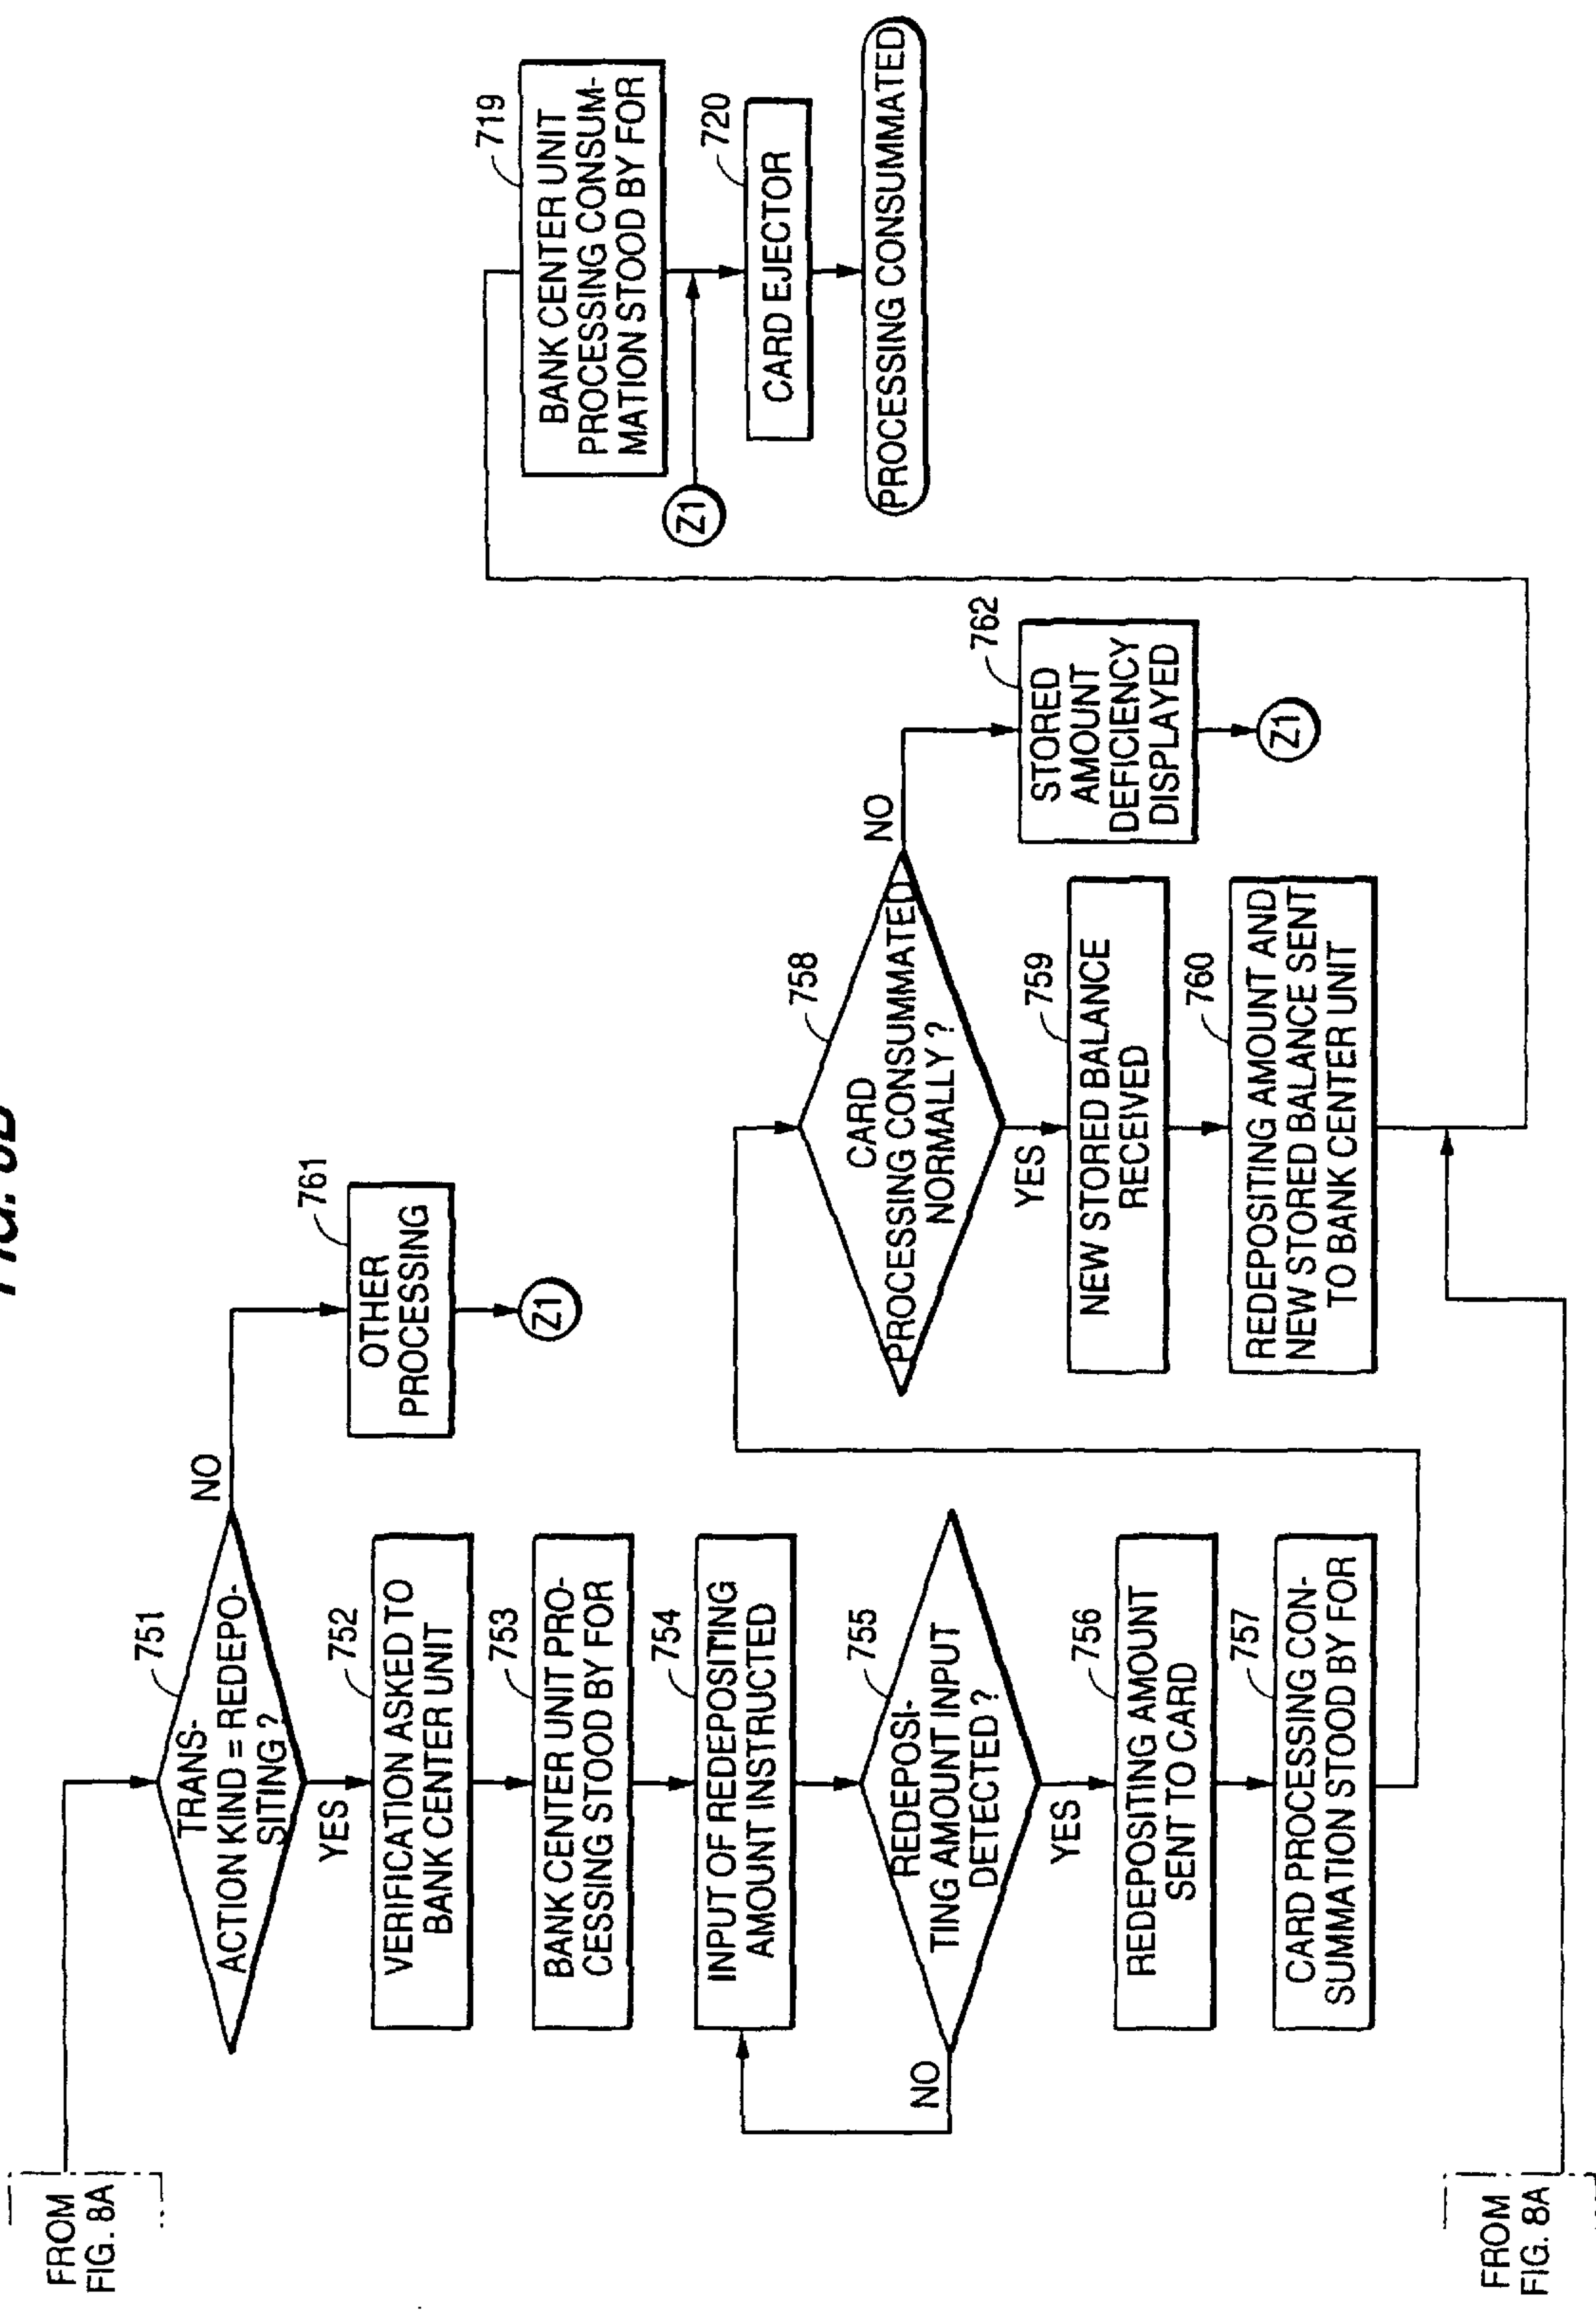 FIG. 8B
FROM
FIG. 8A
751
TRANS-
ACTION KIND = REDEPO-
SITING ?
NO
YES
761
OTHER
PROCESSING
Z1
752
VERIFICATION ASKED TO
BANK CENTER UNIT
753
BANK CENTER UNIT PRO-
CESSING STOOD BY FOR
754
INPUT OF REDEPOSITING
AMOUNT INSTRUCTED
755
REDEPOSI-
TING AMOUNT INPUT
DETECTED ?
NO
YES
756
REDEPOSITING AMOUNT
SENT TO CARD
757
CARD PROCESSING CON-
SUMMATION STOOD BY FOR
758
CARD
PROCESSING CONSUMMATED
NORMALLY ?
NO
YES
762
STORED
AMOUNT
DEFICIENCY
DISPLAYED
Z1
759
NEW STORED BALANCE
RECEIVED
760
REDEPOSITING AMOUNT AND
NEW STORED BALANCE SENT
TO BANK CENTER UNIT
FROM
FIG. 8A
719
BANK CENTER UNIT
PROCESSING CONSUM-
MATION STOOD BY FOR
Z1
720
CARD EJECTOR
PROCESSING CONSUMMATED